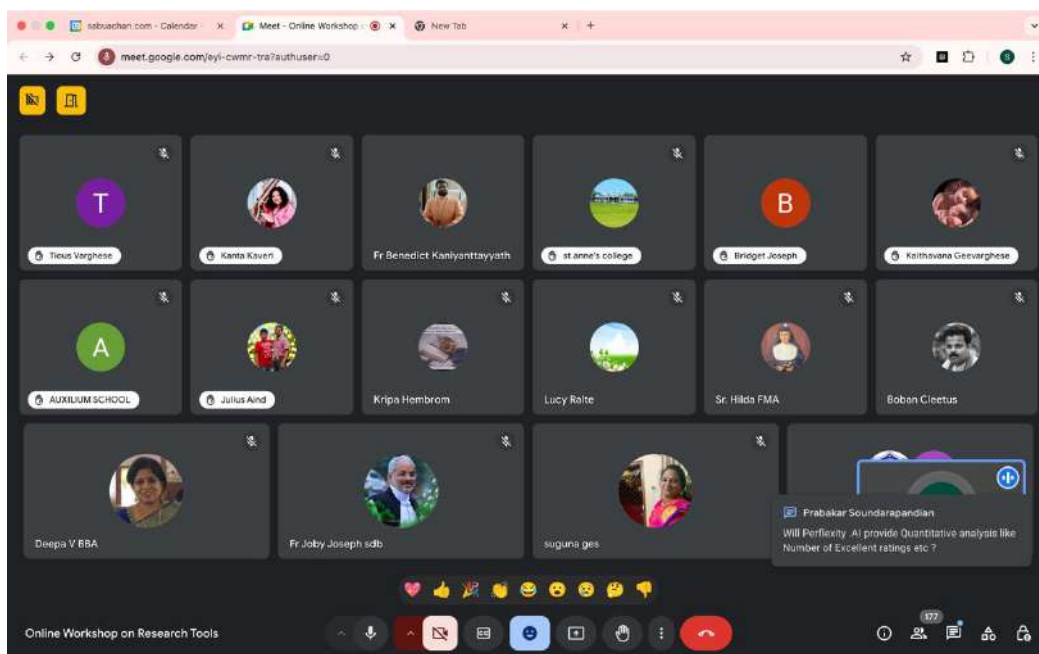 sabuachan.com - Calendar
Meet - Online Workshop
New Tab
meet.google.com/eyi-cwmr-tra?authuser=0
S
T
B
Titus Varghese
Kanta Kaveri
Fr Benedict Kaniyanttayyath
st anne's college
Bridget Joseph
Kaithavana Geevarghese
A
AUXILIUM SCHOOL
Julius Aind
Kripa Hembrom
Lucy Ralte
Sr. Hilda FMA
Boban Cleetus
Deepa V BBA
Fr Joby Joseph sdb
suguna ges
Prabakar Soundarapandian
Will Perflexity .AI provide Quantitative analysis like
Number of Excellent ratings etc ?
Online Workshop on Research Tools
177